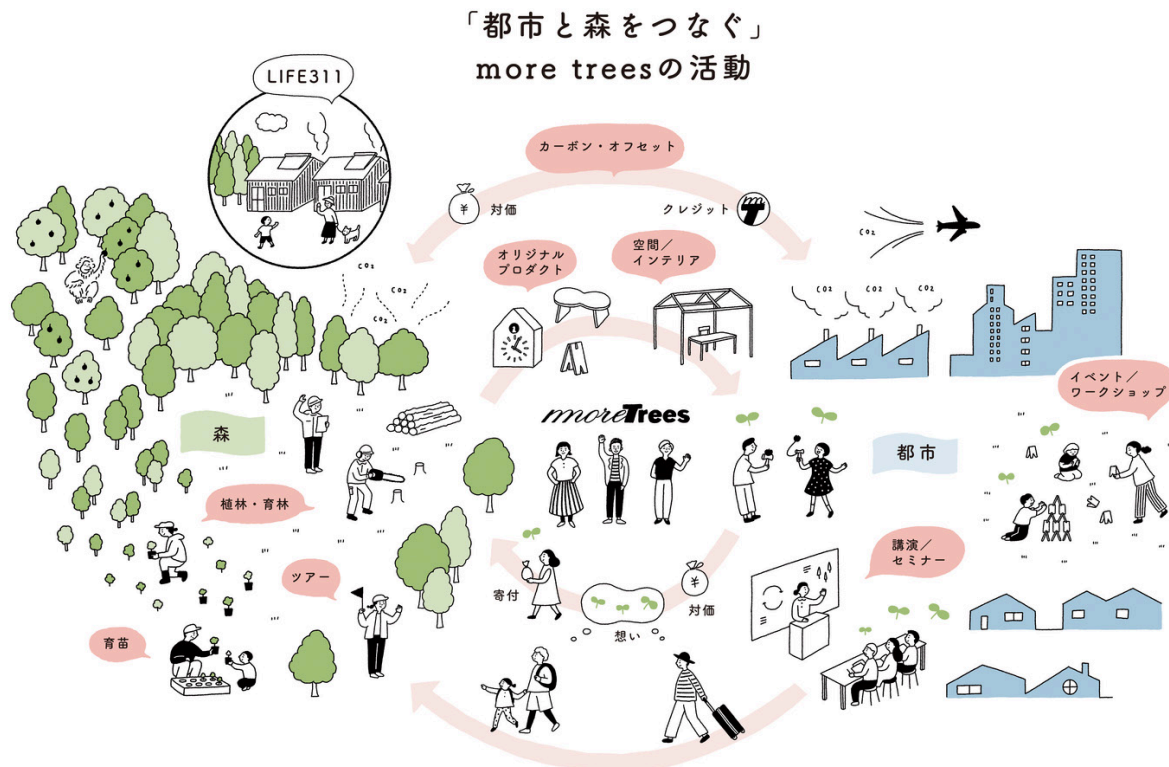 「都市と森をつなぐ」
more treesの活動
LIFE311
カーボン・オフセット
¥
対価
クレジット
mT
CO2
オリジナル
プロダクト
空間/
インテリア
CO2
CO2
CO2
CO2
CO2
イベント/
ワークショップ
moreTrees
森
都市
植林・育林
講演/
セミナー
ツアー
寄付
¥
対価
想い
育苗